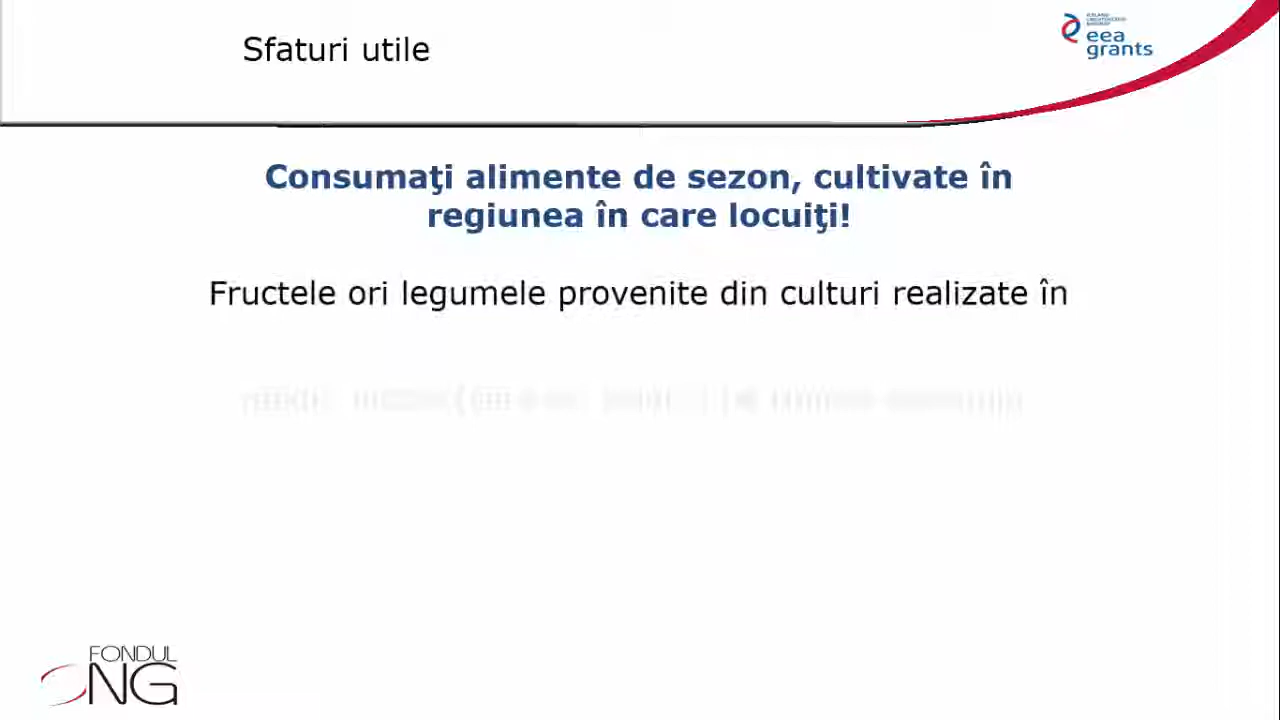 Sfaturi utile
eea
grants
Consumaţi alimente de sezon, cultivate în
regiunea în care locuiţi!
Fructele ori legumele provenite din culturi realizate în
FONDUL
ONG